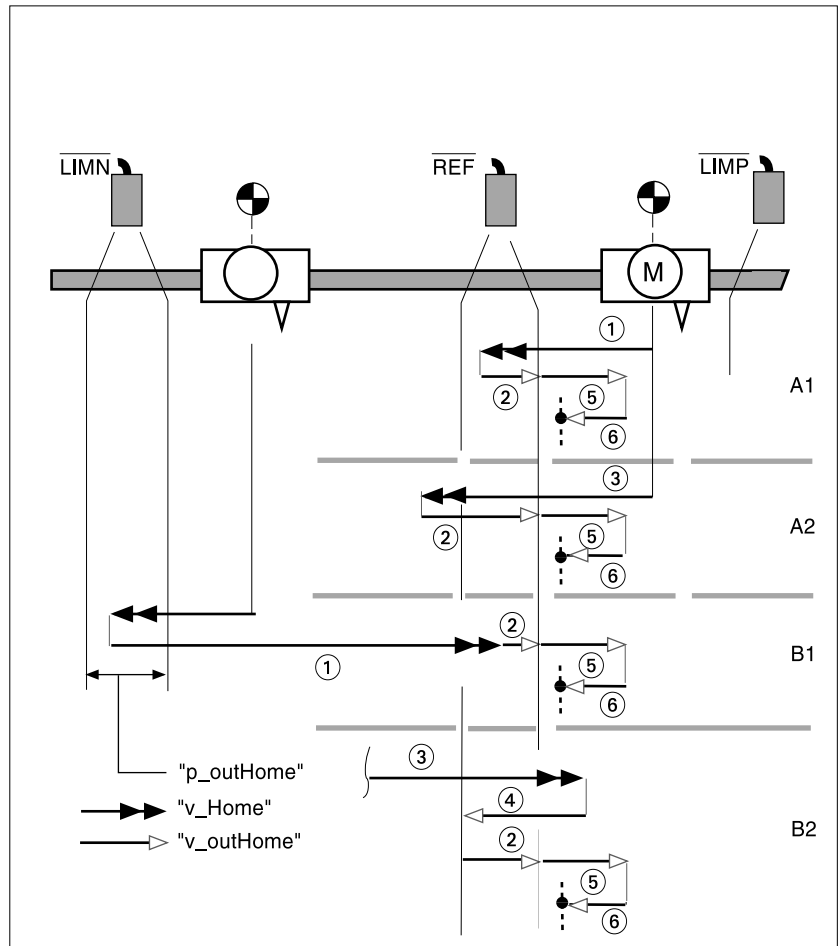 LIMN REF LIMP
M
①
② ⑤ A1
⑥
③
② ⑤ A2
⑥
②
① ⑤ B1
⑥
③
"p_outHome"
④
"v_Home"
② B2
"v_outHome"
⑤
⑥